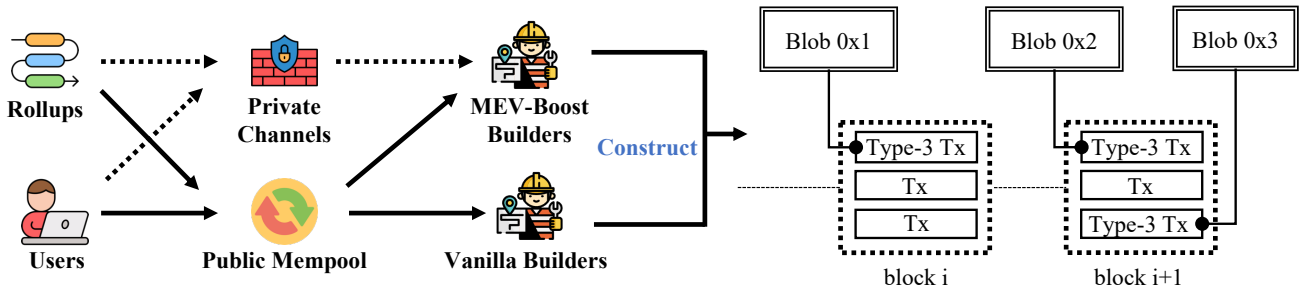 Rollups
Users
Private
Channels
Public Mempool
MEV-Boost
Builders
Vanilla Builders
Construct
Blob 0x1
Blob 0x2
Blob 0x3
Type-3 Tx
Tx
Tx
block i
Type-3 Tx
Tx
Type-3 Tx
block i+1